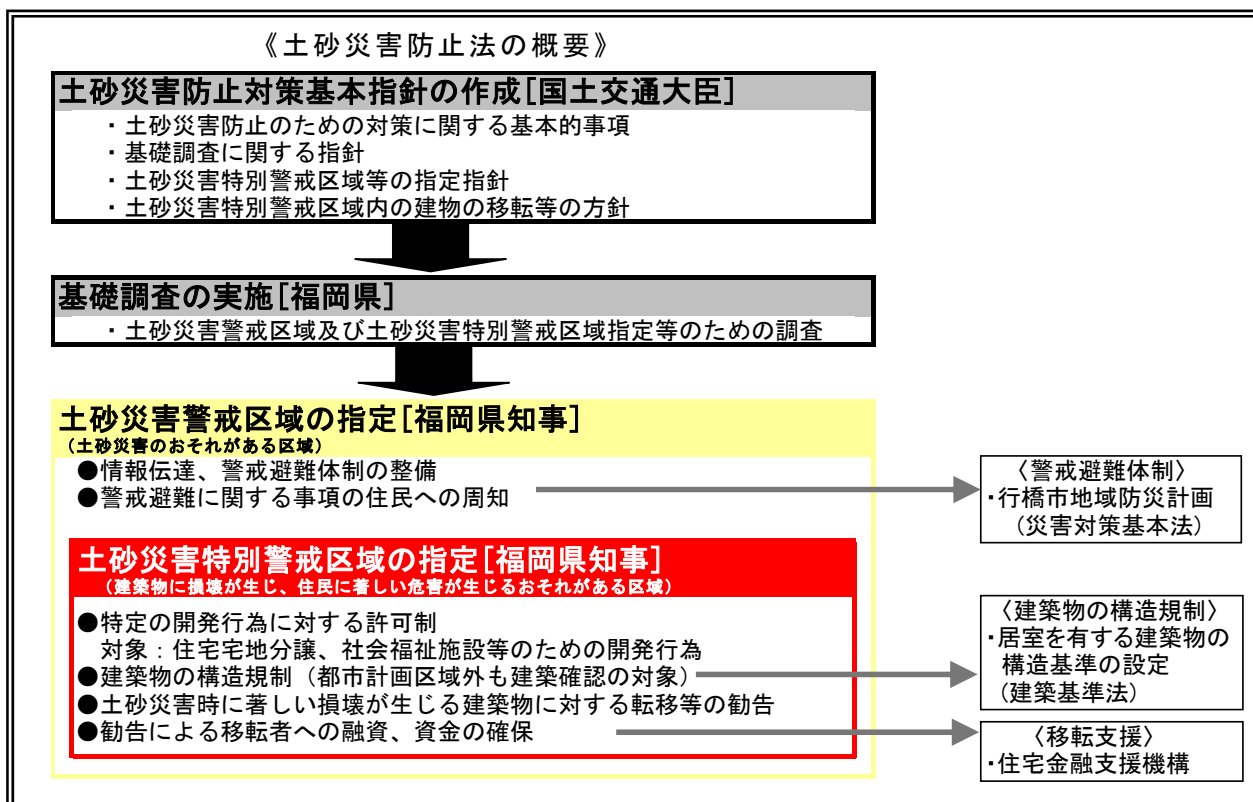 《土砂災害防止法の概要》
土砂災害防止対策基本指針の作成[国土交通大臣]
・土砂災害防止のための対策に関する基本的事項
・基礎調査に関する指針
・土砂災害特別警戒区域等の指定指針
・土砂災害特別警戒区域内の建物の移転等の方針
基礎調査の実施[福岡県]
・土砂災害警戒区域及び土砂災害特別警戒区域指定等のための調査
土砂災害警戒区域の指定[福岡県知事]
（土砂災害のおそれがある区域）
●情報伝達、警戒避難体制の整備
●警戒避難に関する事項の住民への周知
〈警戒避難体制〉
・行橋市地域防災計画
（災害対策基本法）
土砂災害特別警戒区域の指定[福岡県知事]
（建築物に損壊が生じ、住民に著しい危害が生じるおそれがある区域）
●特定の開発行為に対する許可制
対象：住宅宅地分譲、社会福祉施設等のための開発行為
●建築物の構造規制（都市計画区域外も建築確認の対象）
●土砂災害時に著しい損壊が生じる建築物に対する転移等の勧告
●勧告による移転者への融資、資金の確保
〈建築物の構造規制〉
・居室を有する建築物の
構造基準の設定
（建築基準法）
〈移転支援〉
・住宅金融支援機構